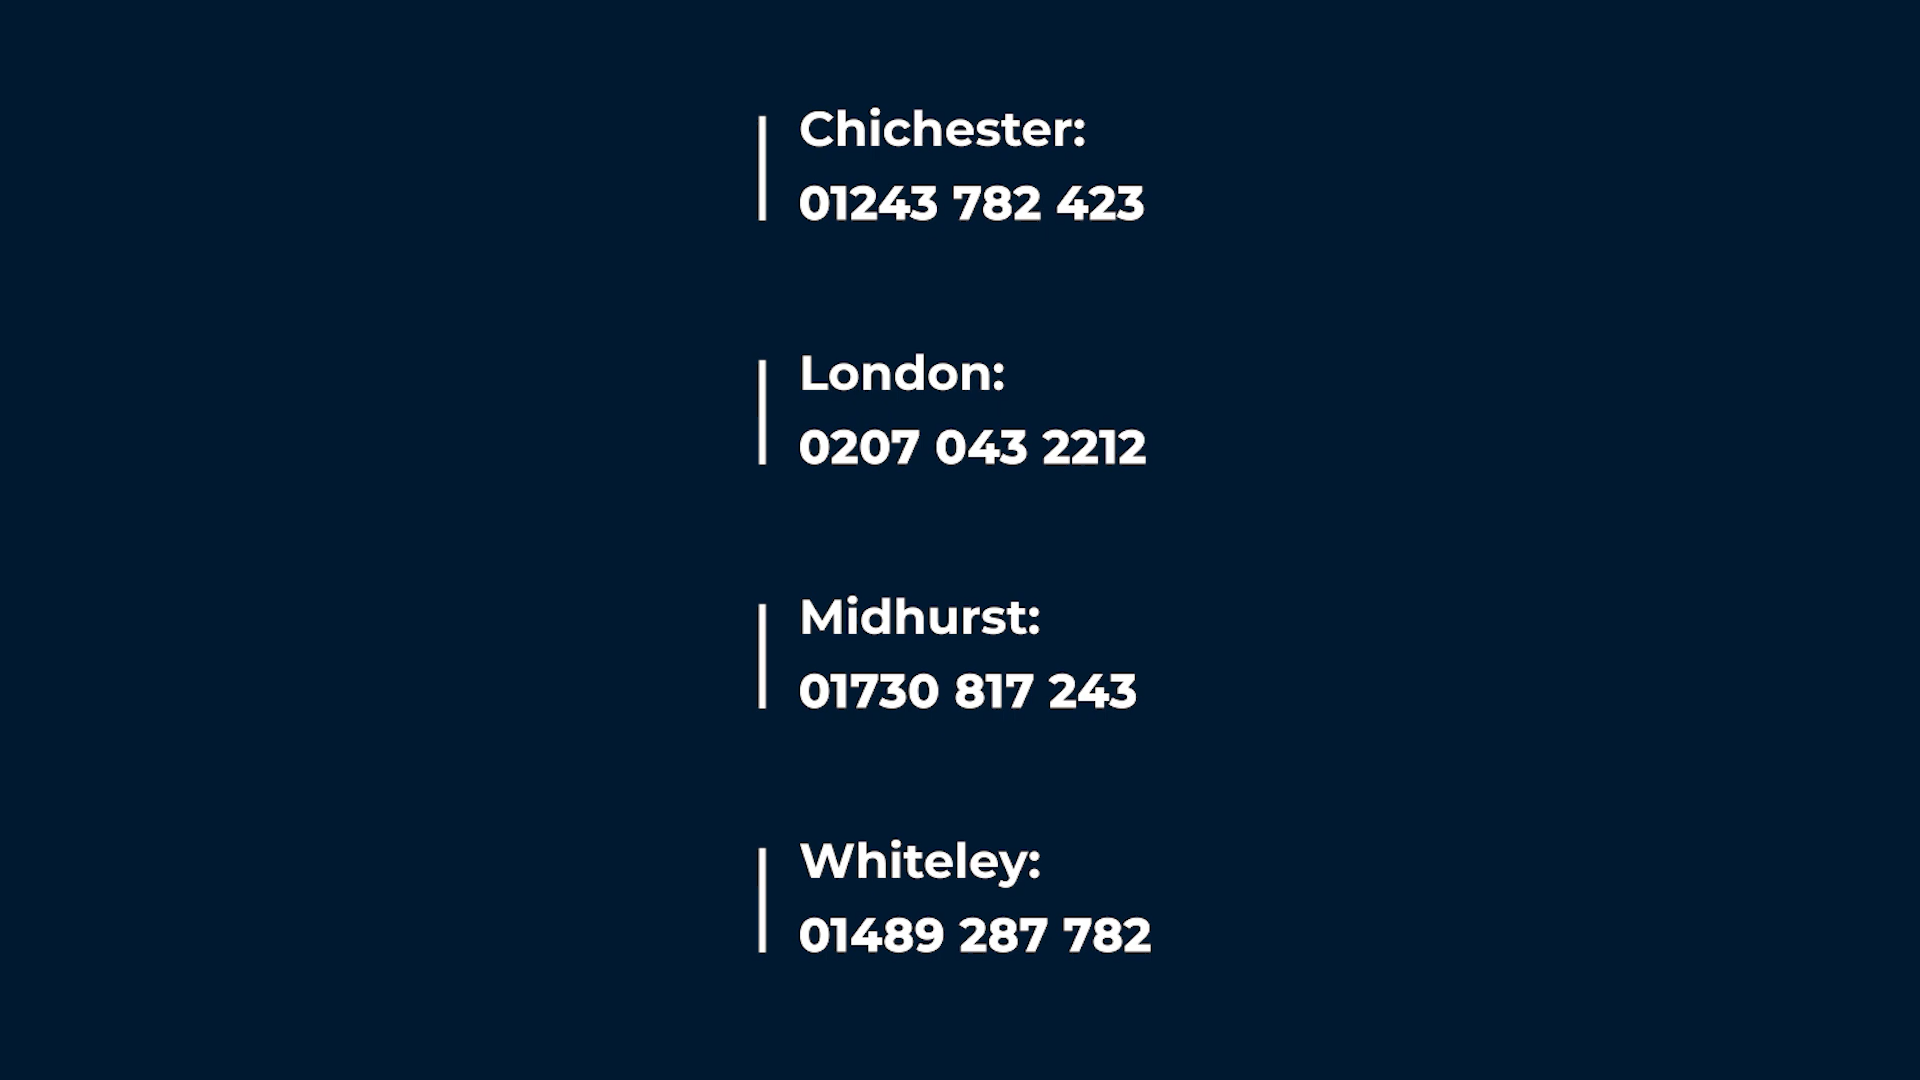 Chichester:
01243 782 423
London:
0207 043 2212
Midhurst:
01730 817 243
Whiteley:
01489 287 782